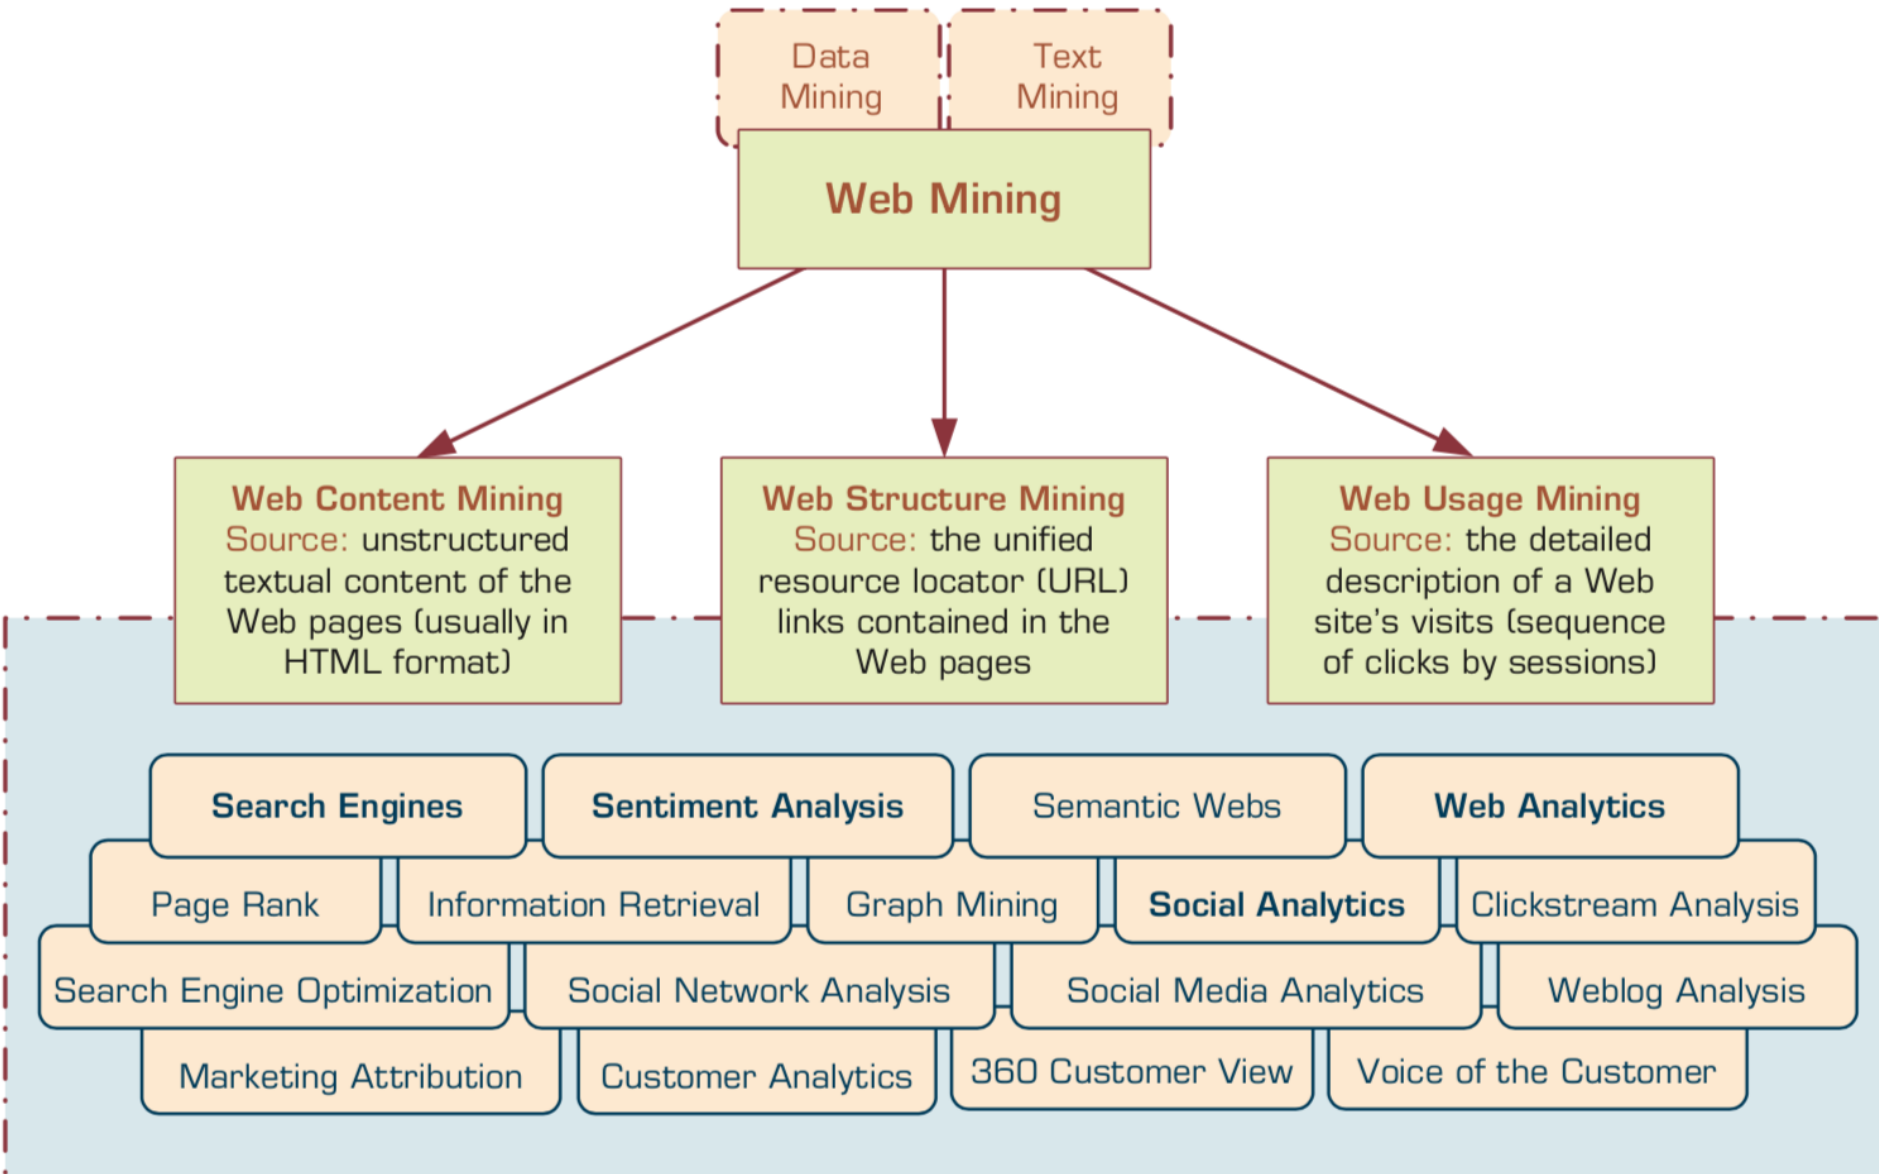 Data
Mining
Text
Mining
Web Mining
Web Content Mining
Source: unstructured
textual content of the
Web pages (usually in
HTML format)
Web Structure Mining
Source: the unified
resource locator (URL)
links contained in the
Web pages
Web Usage Mining
Source: the detailed
description of a Web
site's visits (sequence
of clicks by sessions)
Search Engines
Sentiment Analysis
Semantic Webs
Web Analytics
Page Rank
Information Retrieval
Graph Mining
Social Analytics
Clickstream Analysis
Search Engine Optimization
Social Network Analysis
Social Media Analytics
Weblog Analysis
Marketing Attribution
Customer Analytics
360 Customer View
Voice of the Customer